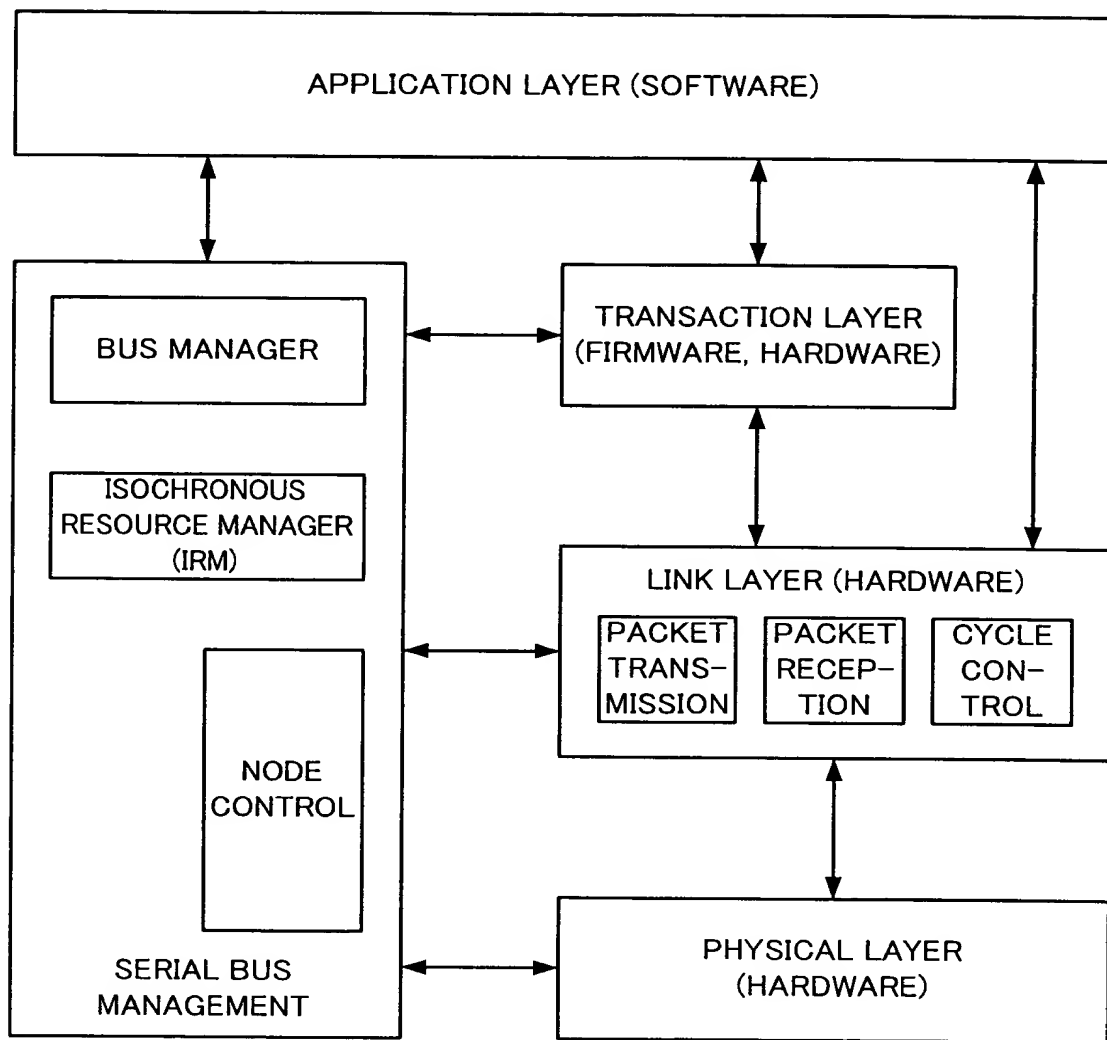 APPLICATION LAYER (SOFTWARE)
BUS MANAGER
ISOCHRONOUS
RESOURCE MANAGER
(IRM)
NODE
CONTROL
SERIAL BUS
MANAGEMENT
TRANSACTION LAYER
(FIRMWARE, HARDWARE)
LINK LAYER (HARDWARE)
PACKET
TRANS-
MISSION
PACKET
RECEP-
TION
CYCLE
CON-
TROL
PHYSICAL LAYER
(HARDWARE)